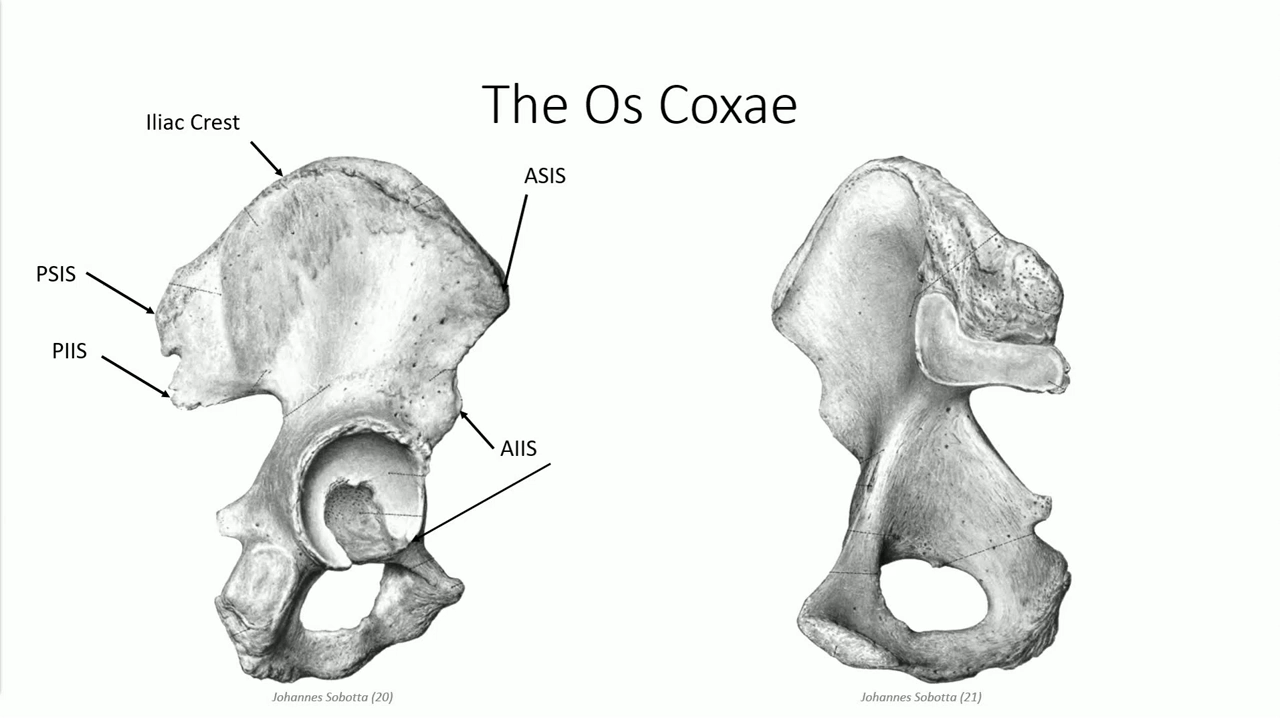 The Os Coxae
Iliac Crest
ASIS
PSIS
PIIS
AIIS
Johannes Sobotta (20)
Johannes Sobotta (21)